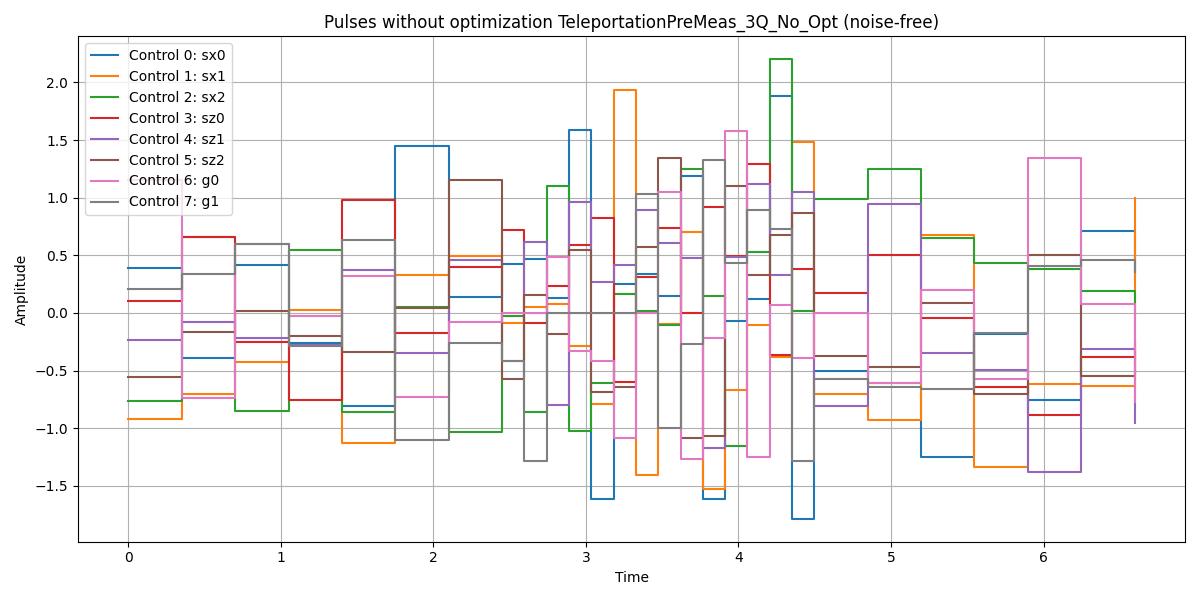 Pulses without optimization TeleportationPreMeas_3Q_No_Opt (noise-free)
Control 0: sx0
Control 1: sx1
Control 2: sx2
Control 3: sz0
Control 4: sz1
Control 5: sz2
Control 6: g0
Control 7: g1
Amplitude
2.0
1.5
1.0
0.5
0.0
−0.5
−1.0
−1.5
0 1 2 3 4 5 6
Time